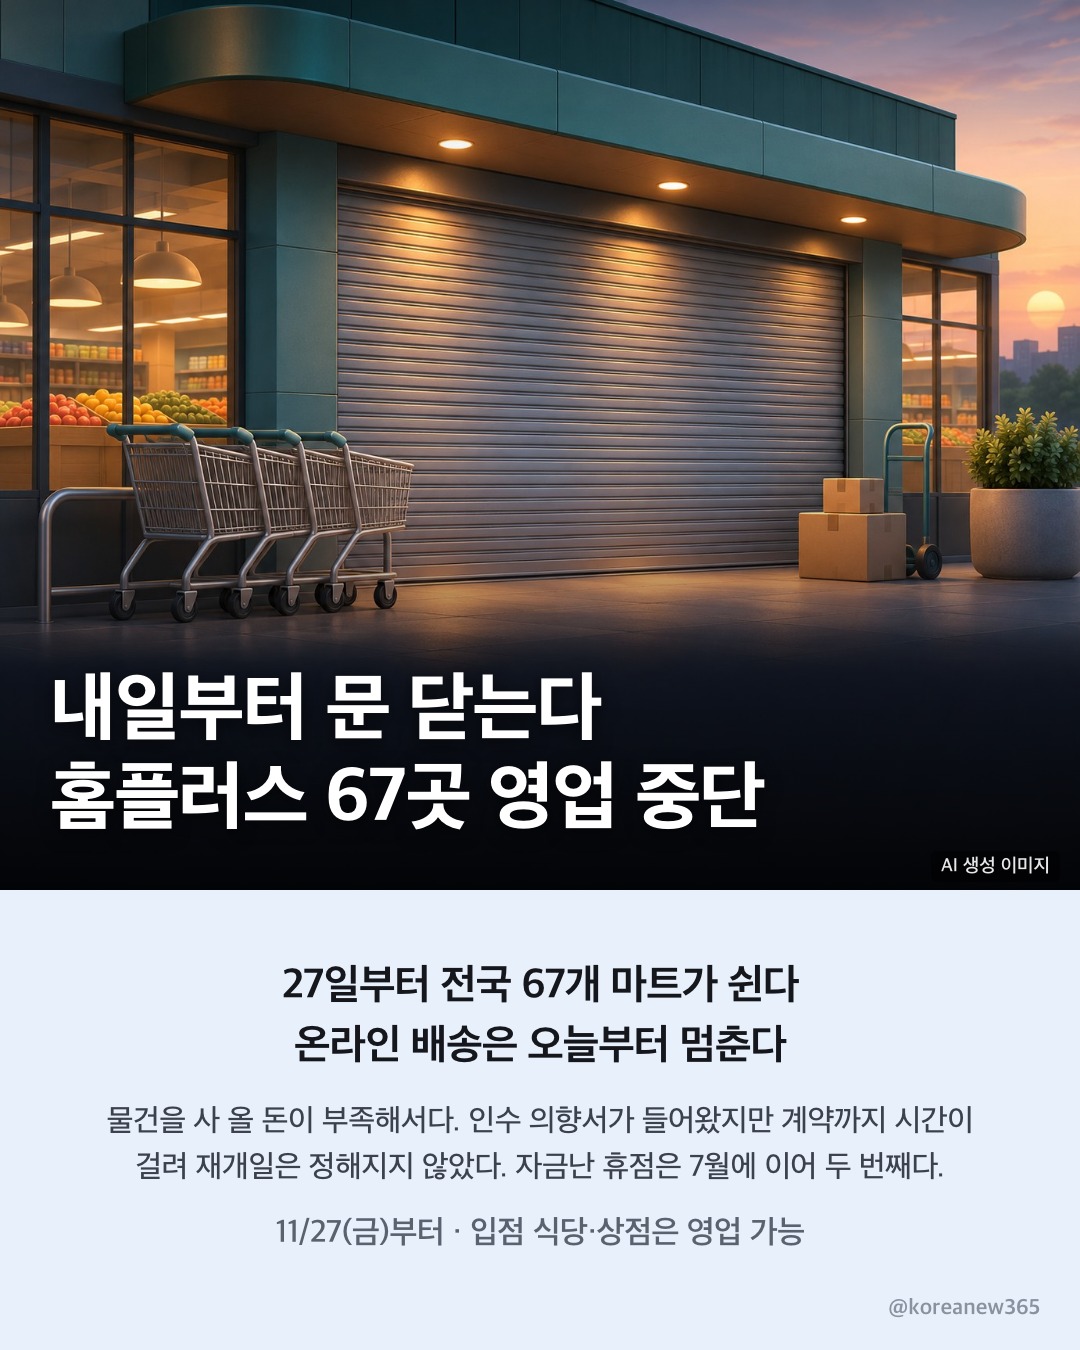 내일부터 문 닫는다
홈플러스 67곳 영업 중단
AI 생성 이미지
27일부터 전국 67개 마트가 쉰다
온라인 배송은 오늘부터 멈춘다
물건을 사 올 돈이 부족해서다. 인수 의향서가 들어왔지만 계약까지 시간이
걸려 재개일은 정해지지 않았다. 자금난 휴점은 7월에 이어 두 번째다.
11/27(금)부터 · 입점 식당·상점은 영업 가능
@koreanew365